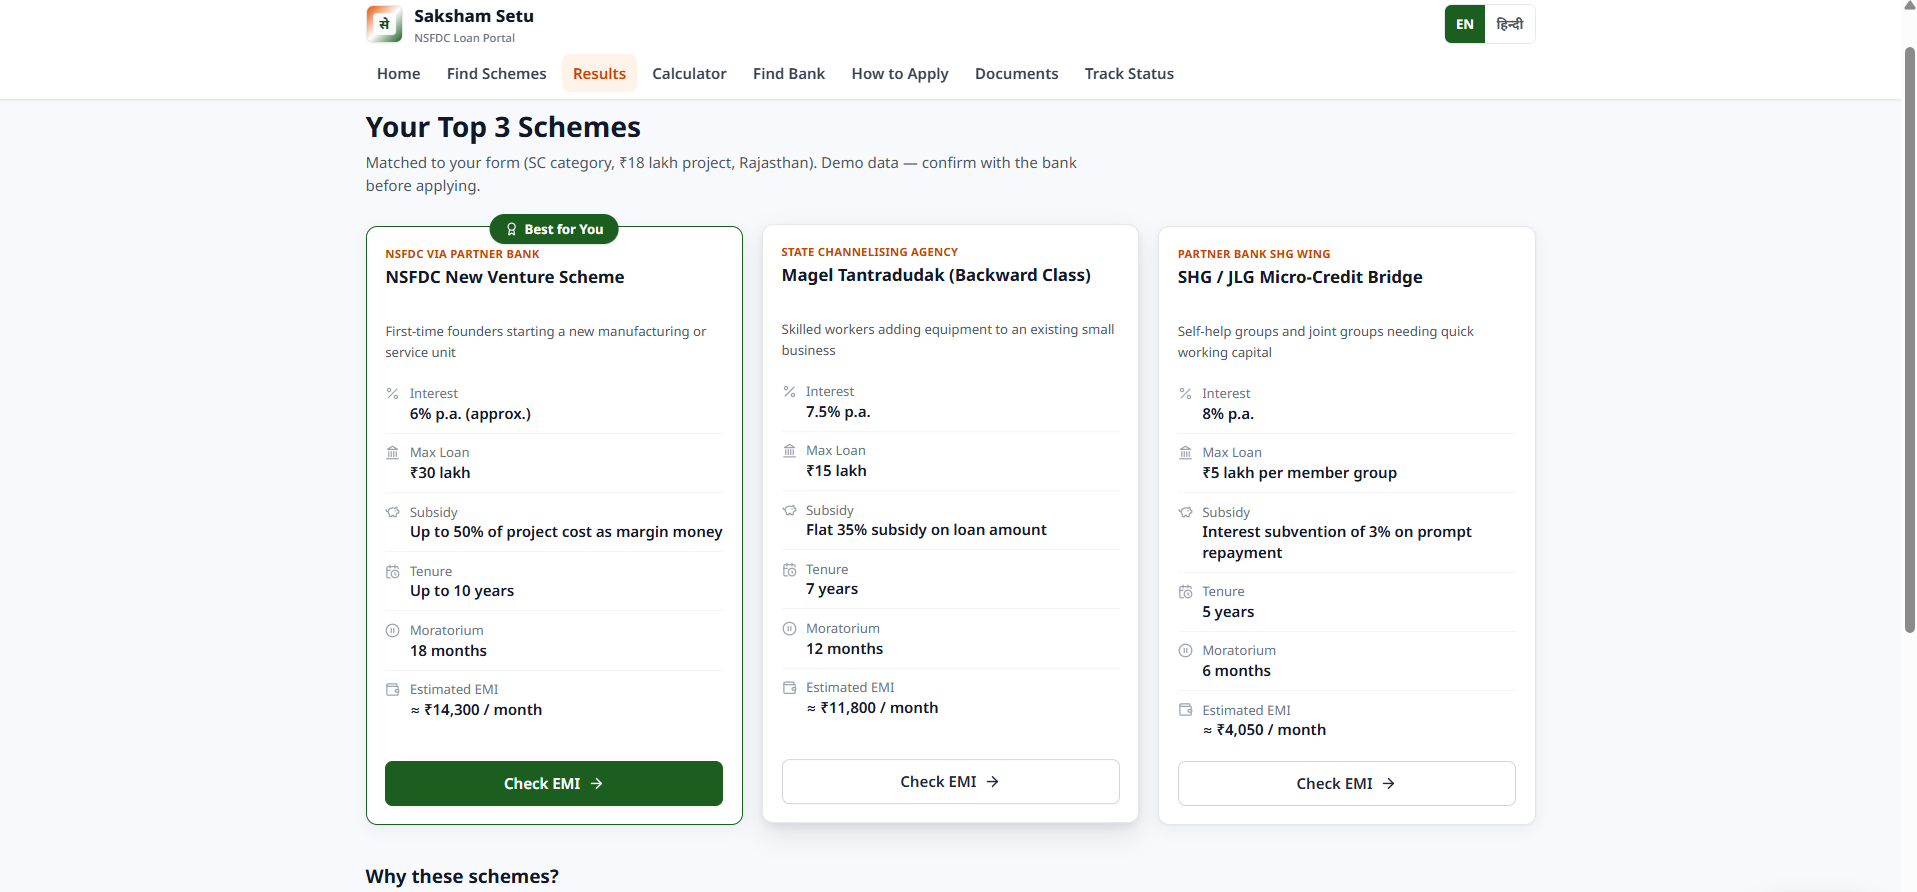 से
Saksham Setu
NSFDC Loan Portal
EN
हिन्दी
Home
Find Schemes
Results
Calculator
Find Bank
How to Apply
Documents
Track Status
Your Top 3 Schemes
Matched to your form (SC category, ₹18 lakh project, Rajasthan). Demo data — confirm with the bank
before applying.
Best for You
NSFDC VIA PARTNER BANK
NSFDC New Venture Scheme
First-time founders starting a new manufacturing or
service unit
Interest
6% p.a. (approx.)
Max Loan
₹30 lakh
Subsidy
Up to 50% of project cost as margin money
Tenure
Up to 10 years
Moratorium
18 months
Estimated EMI
≈ ₹14,300 / month
Check EMI →
STATE CHANNELISING AGENCY
Magel Tantradudak (Backward Class)
Skilled workers adding equipment to an existing small
business
Interest
7.5% p.a.
Max Loan
₹15 lakh
Subsidy
Flat 35% subsidy on loan amount
Tenure
7 years
Moratorium
12 months
Estimated EMI
≈ ₹11,800 / month
Check EMI →
PARTNER BANK SHG WING
SHG / JLG Micro-Credit Bridge
Self-help groups and joint groups needing quick
working capital
Interest
8% p.a.
Max Loan
₹5 lakh per member group
Subsidy
Interest subvention of 3% on prompt
repayment
Tenure
5 years
Moratorium
6 months
Estimated EMI
≈ ₹4,050 / month
Check EMI →
Why these schemes?